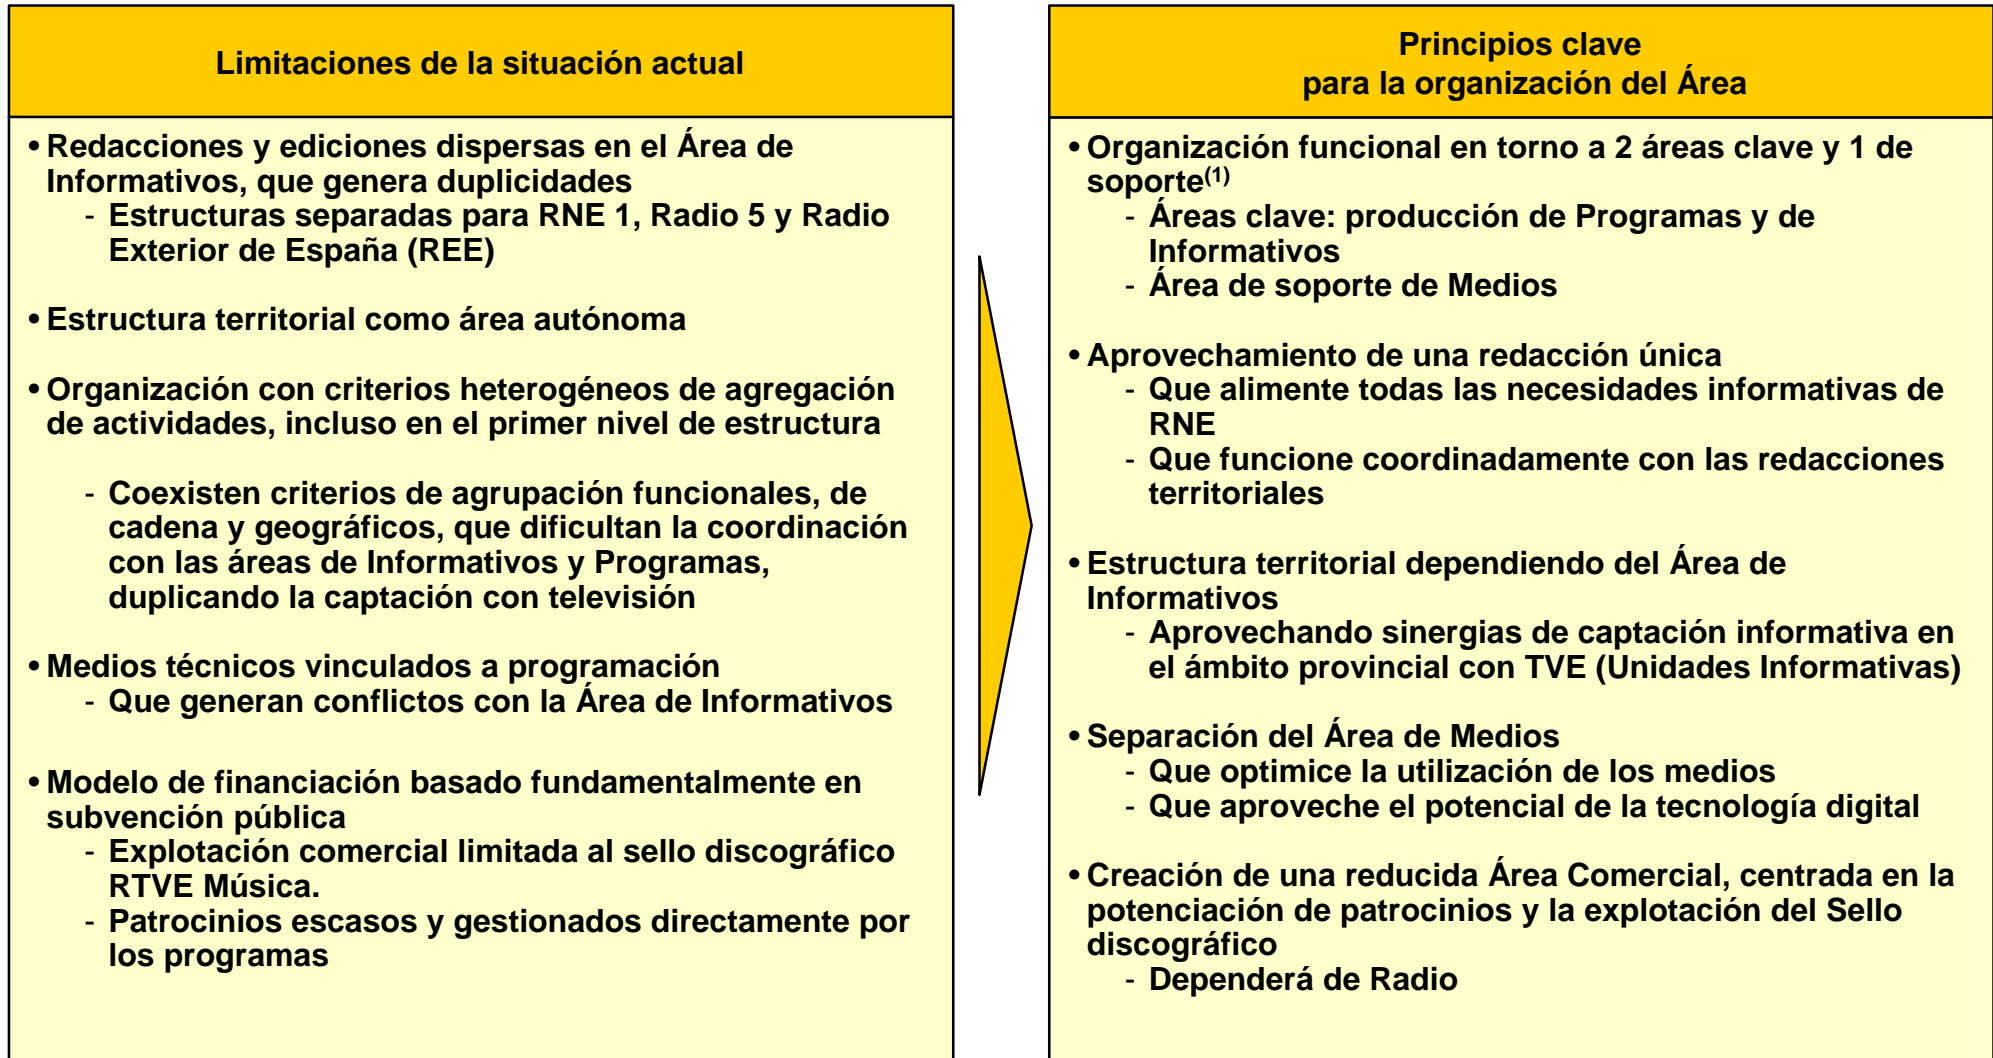 Limitaciones de la situación actual
• Redacciones y ediciones dispersas en el Área de
Informativos, que genera duplicidades
- Estructuras separadas para RNE 1, Radio 5 y Radio
Exterior de España (REE)
• Estructura territorial como área autónoma
• Organización con criterios heterogéneos de agregación
de actividades, incluso en el primer nivel de estructura
- Coexisten criterios de agrupación funcionales, de
cadena y geográficos, que dificultan la coordinación
con las áreas de Informativos y Programas,
duplicando la captación con televisión
• Medios técnicos vinculados a programación
- Que generan conflictos con la Área de Informativos
• Modelo de financiación basado fundamentalmente en
subvención pública
- Explotación comercial limitada al sello discográfico
RTVE Música.
- Patrocinios escasos y gestionados directamente por
los programas
Principios clave
para la organización del Área
• Organización funcional en torno a 2 áreas clave y 1 de
soporte(1)
- Áreas clave: producción de Programas y de
Informativos
- Área de soporte de Medios
• Aprovechamiento de una redacción única
- Que alimente todas las necesidades informativas de
RNE
- Que funcione coordinadamente con las redacciones
territoriales
• Estructura territorial dependiendo del Área de
Informativos
- Aprovechando sinergias de captación informativa en
el ámbito provincial con TVE (Unidades Informativas)
• Separación del Área de Medios
- Que optimice la utilización de los medios
- Que aproveche el potencial de la tecnología digital
• Creación de una reducida Área Comercial, centrada en la
potenciación de patrocinios y la explotación del Sello
discográfico
- Dependerá de Radio